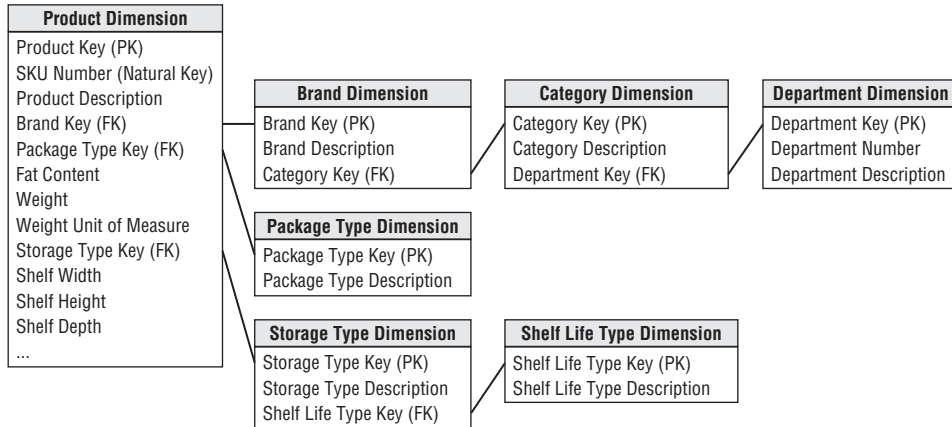 Product Dimension
Product Key (PK)
SKU Number (Natural Key)
Product Description
Brand Key (FK)
Package Type Key (FK)
Fat Content
Weight
Weight Unit of Measure
Storage Type Key (FK)
Shelf Width
Shelf Height
Shelf Depth
...
Brand Dimension
Brand Key (PK)
Brand Description
Category Key (FK)
Category Dimension
Category Key (PK)
Category Description
Department Key (FK)
Department Dimension
Department Key (PK)
Department Number
Department Description
Package Type Dimension
Package Type Key (PK)
Package Type Description
Storage Type Dimension
Storage Type Key (PK)
Storage Type Description
Shelf Life Type Key (FK)
Shelf Life Type Dimension
Shelf Life Type Key (PK)
Shelf Life Type Description